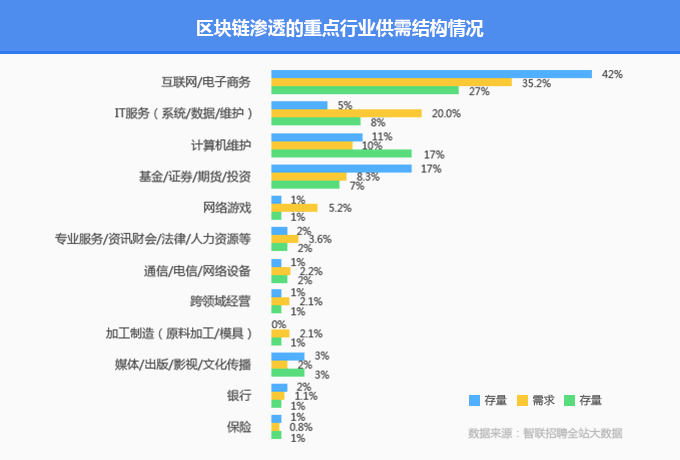 区块链渗透的重点行业供需结构情况
互联网/电子商务
42%
35.2%
27%
IT服务（系统/数据/维护）
5%
20.0%
8%
计算机维护
11%
10%
17%
基金/证券/期货/投资
17%
8.3%
7%
网络游戏
1%
5.2%
1%
专业服务/资讯财会/法律/人力资源等
2%
3.6%
2%
通信/电信/网络设备
1%
2.2%
2%
跨领域经营
1%
2.1%
1%
加工制造（原料加工/模具）
0%
2.1%
1%
媒体/出版/影视/文化传播
3%
2%
3%
银行
2%
1.1%
1%
保险
1%
0.8%
1%
存量 需求 存量
数据来源：智联招聘全站大数据